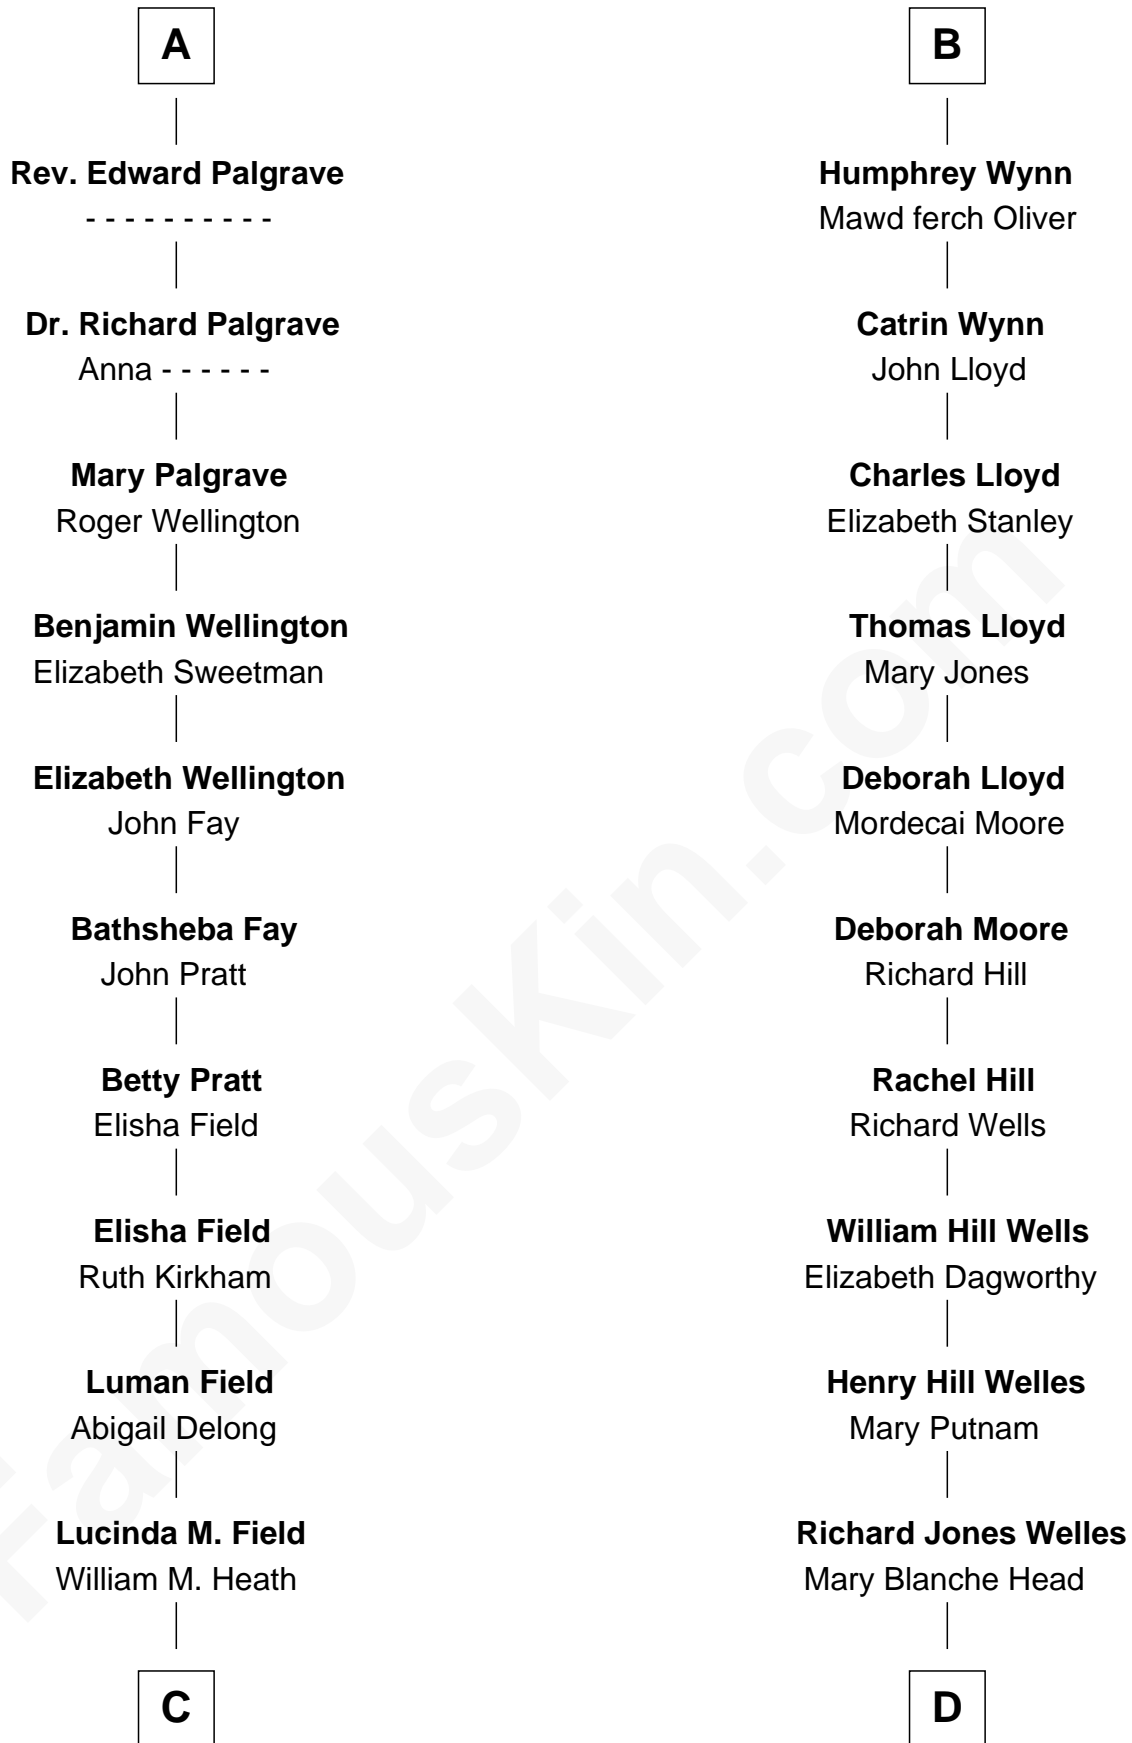 A
Rev. Edward Palgrave
- - - - - - - - - -
Dr. Richard Palgrave
Anna - - - - - -
Mary Palgrave
Roger Wellington
Benjamin Wellington
Elizabeth Sweetman
Elizabeth Wellington
John Fay
Bathsheba Fay
John Pratt
Betty Pratt
Elisha Field
Elisha Field
Ruth Kirkham
Luman Field
Abigail Delong
Lucinda M. Field
William M. Heath
C
B
Humphrey Wynn
Mawd ferch Oliver
Catrin Wynn
John Lloyd
Charles Lloyd
Elizabeth Stanley
Thomas Lloyd
Mary Jones
Deborah Lloyd
Mordecai Moore
Deborah Moore
Richard Hill
Rachel Hill
Richard Wells
William Hill Wells
Elizabeth Dagworthy
Henry Hill Welles
Mary Putnam
Richard Jones Welles
Mary Blanche Head
D
FamousKin.com